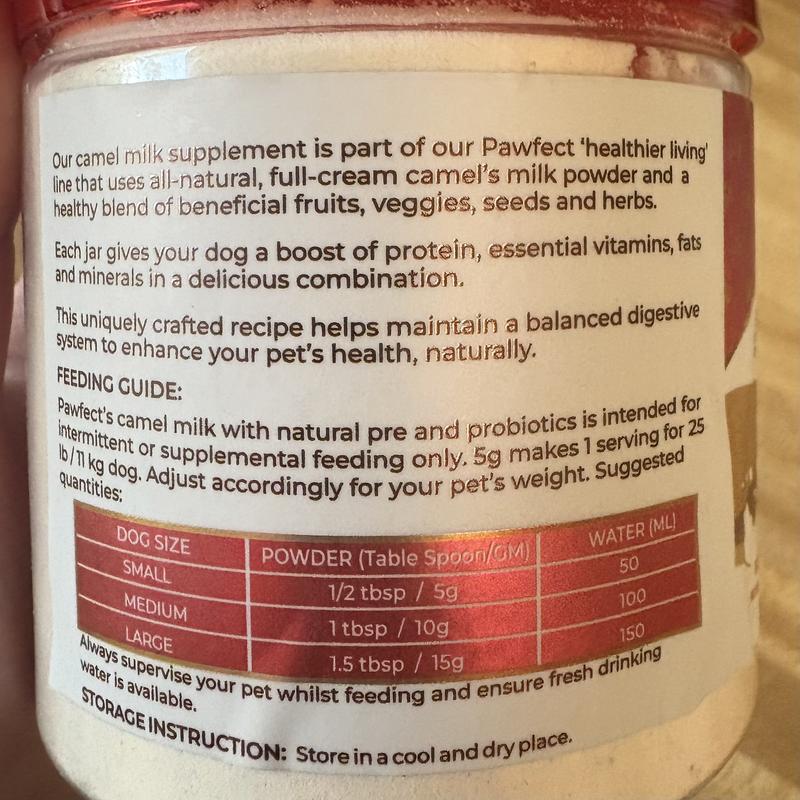 Our camel milk supplement is part of our Pawfect 'healthier living'
line that uses all-natural, full-cream camel's milk powder and a
healthy blend of beneficial fruits, veggies, seeds and herbs.
Each jar gives your dog a boost of protein, essential vitamins, fats
and minerals in a delicious combination.
This uniquely crafted recipe helps maintain a balanced digestive
system to enhance your pet's health, naturally.
FEEDING GUIDE:
Pawfect's camel milk with natural pre and probiotics is intended for
intermittent or supplemental feeding only. 5g makes 1 serving for 25
lb/11 kg dog. Adjust accordingly for your pet's weight. Suggested
quantities:
DOG SIZE POWDER (Table Spoon/GM) WATER (ML)
SMALL 1/2 tbsp / 5g 50
MEDIUM 1 tbsp / 10g 100
LARGE 1.5 tbsp / 15g 150
Always supervise your pet whilst feeding and ensure fresh drinking
water is available.
STORAGE INSTRUCTION: Store in a cool and dry place.